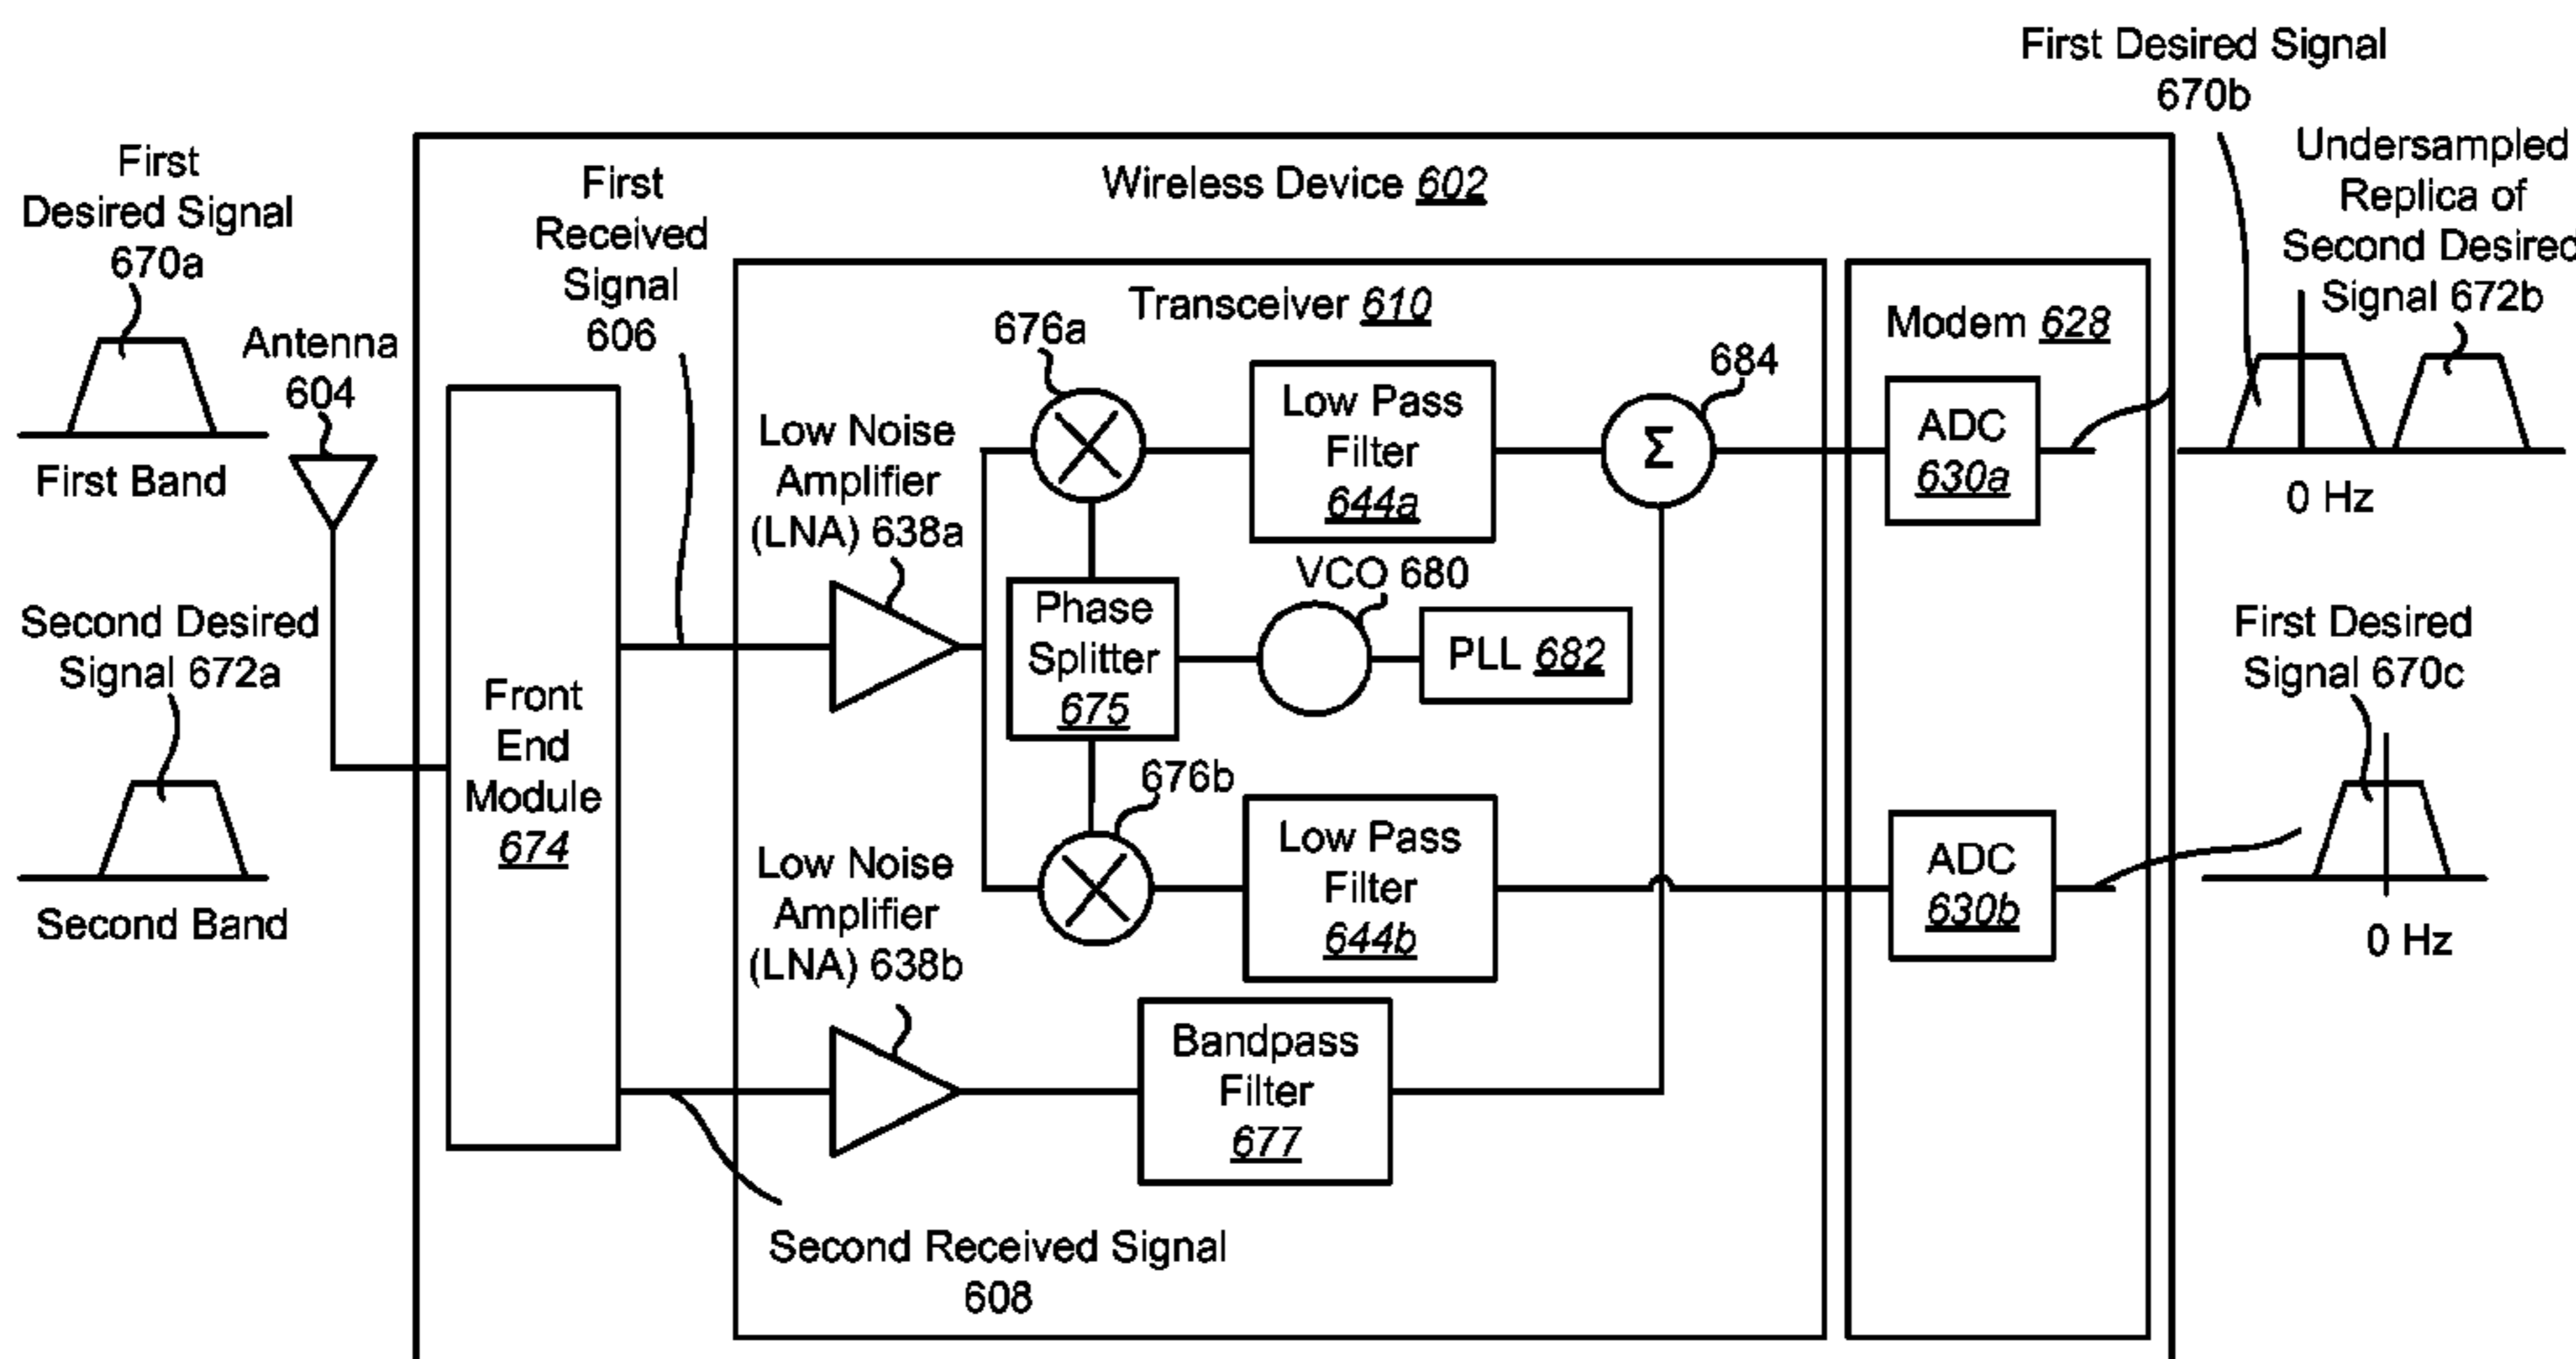 First Desired Signal
670b
Undersampled
Replica of
Second Desired
Signal 672b
0 Hz
First
Desired Signal
670a
First Band
Antenna
604
Second Desired
Signal 672a
Second Band
Wireless Device 602
First
Received
Signal
606
Front
End
Module
674
Transceiver 610
Low Noise
Amplifier
(LNA) 638a
676a
Low Pass
Filter
644a
684
Σ
Phase
Splitter
675
VCO 680
PLL 682
676b
Low Pass
Filter
644b
Low Noise
Amplifier
(LNA) 638b
Bandpass
Filter
677
Second Received Signal
608
Modem 628
ADC
630a
ADC
630b
First Desired
Signal 670c
0 Hz